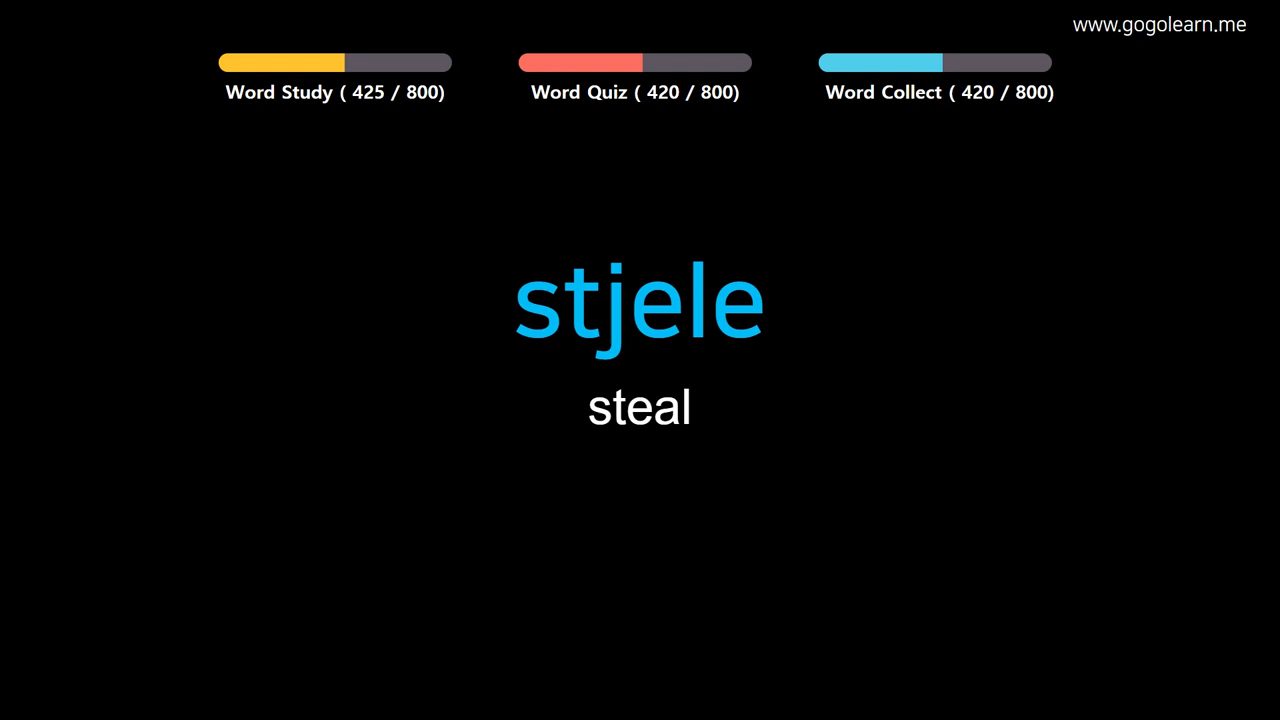 www.gogolearn.me
Word Study ( 425 / 800)
Word Quiz ( 420 / 800)
Word Collect ( 420 / 800)
stjele
steal